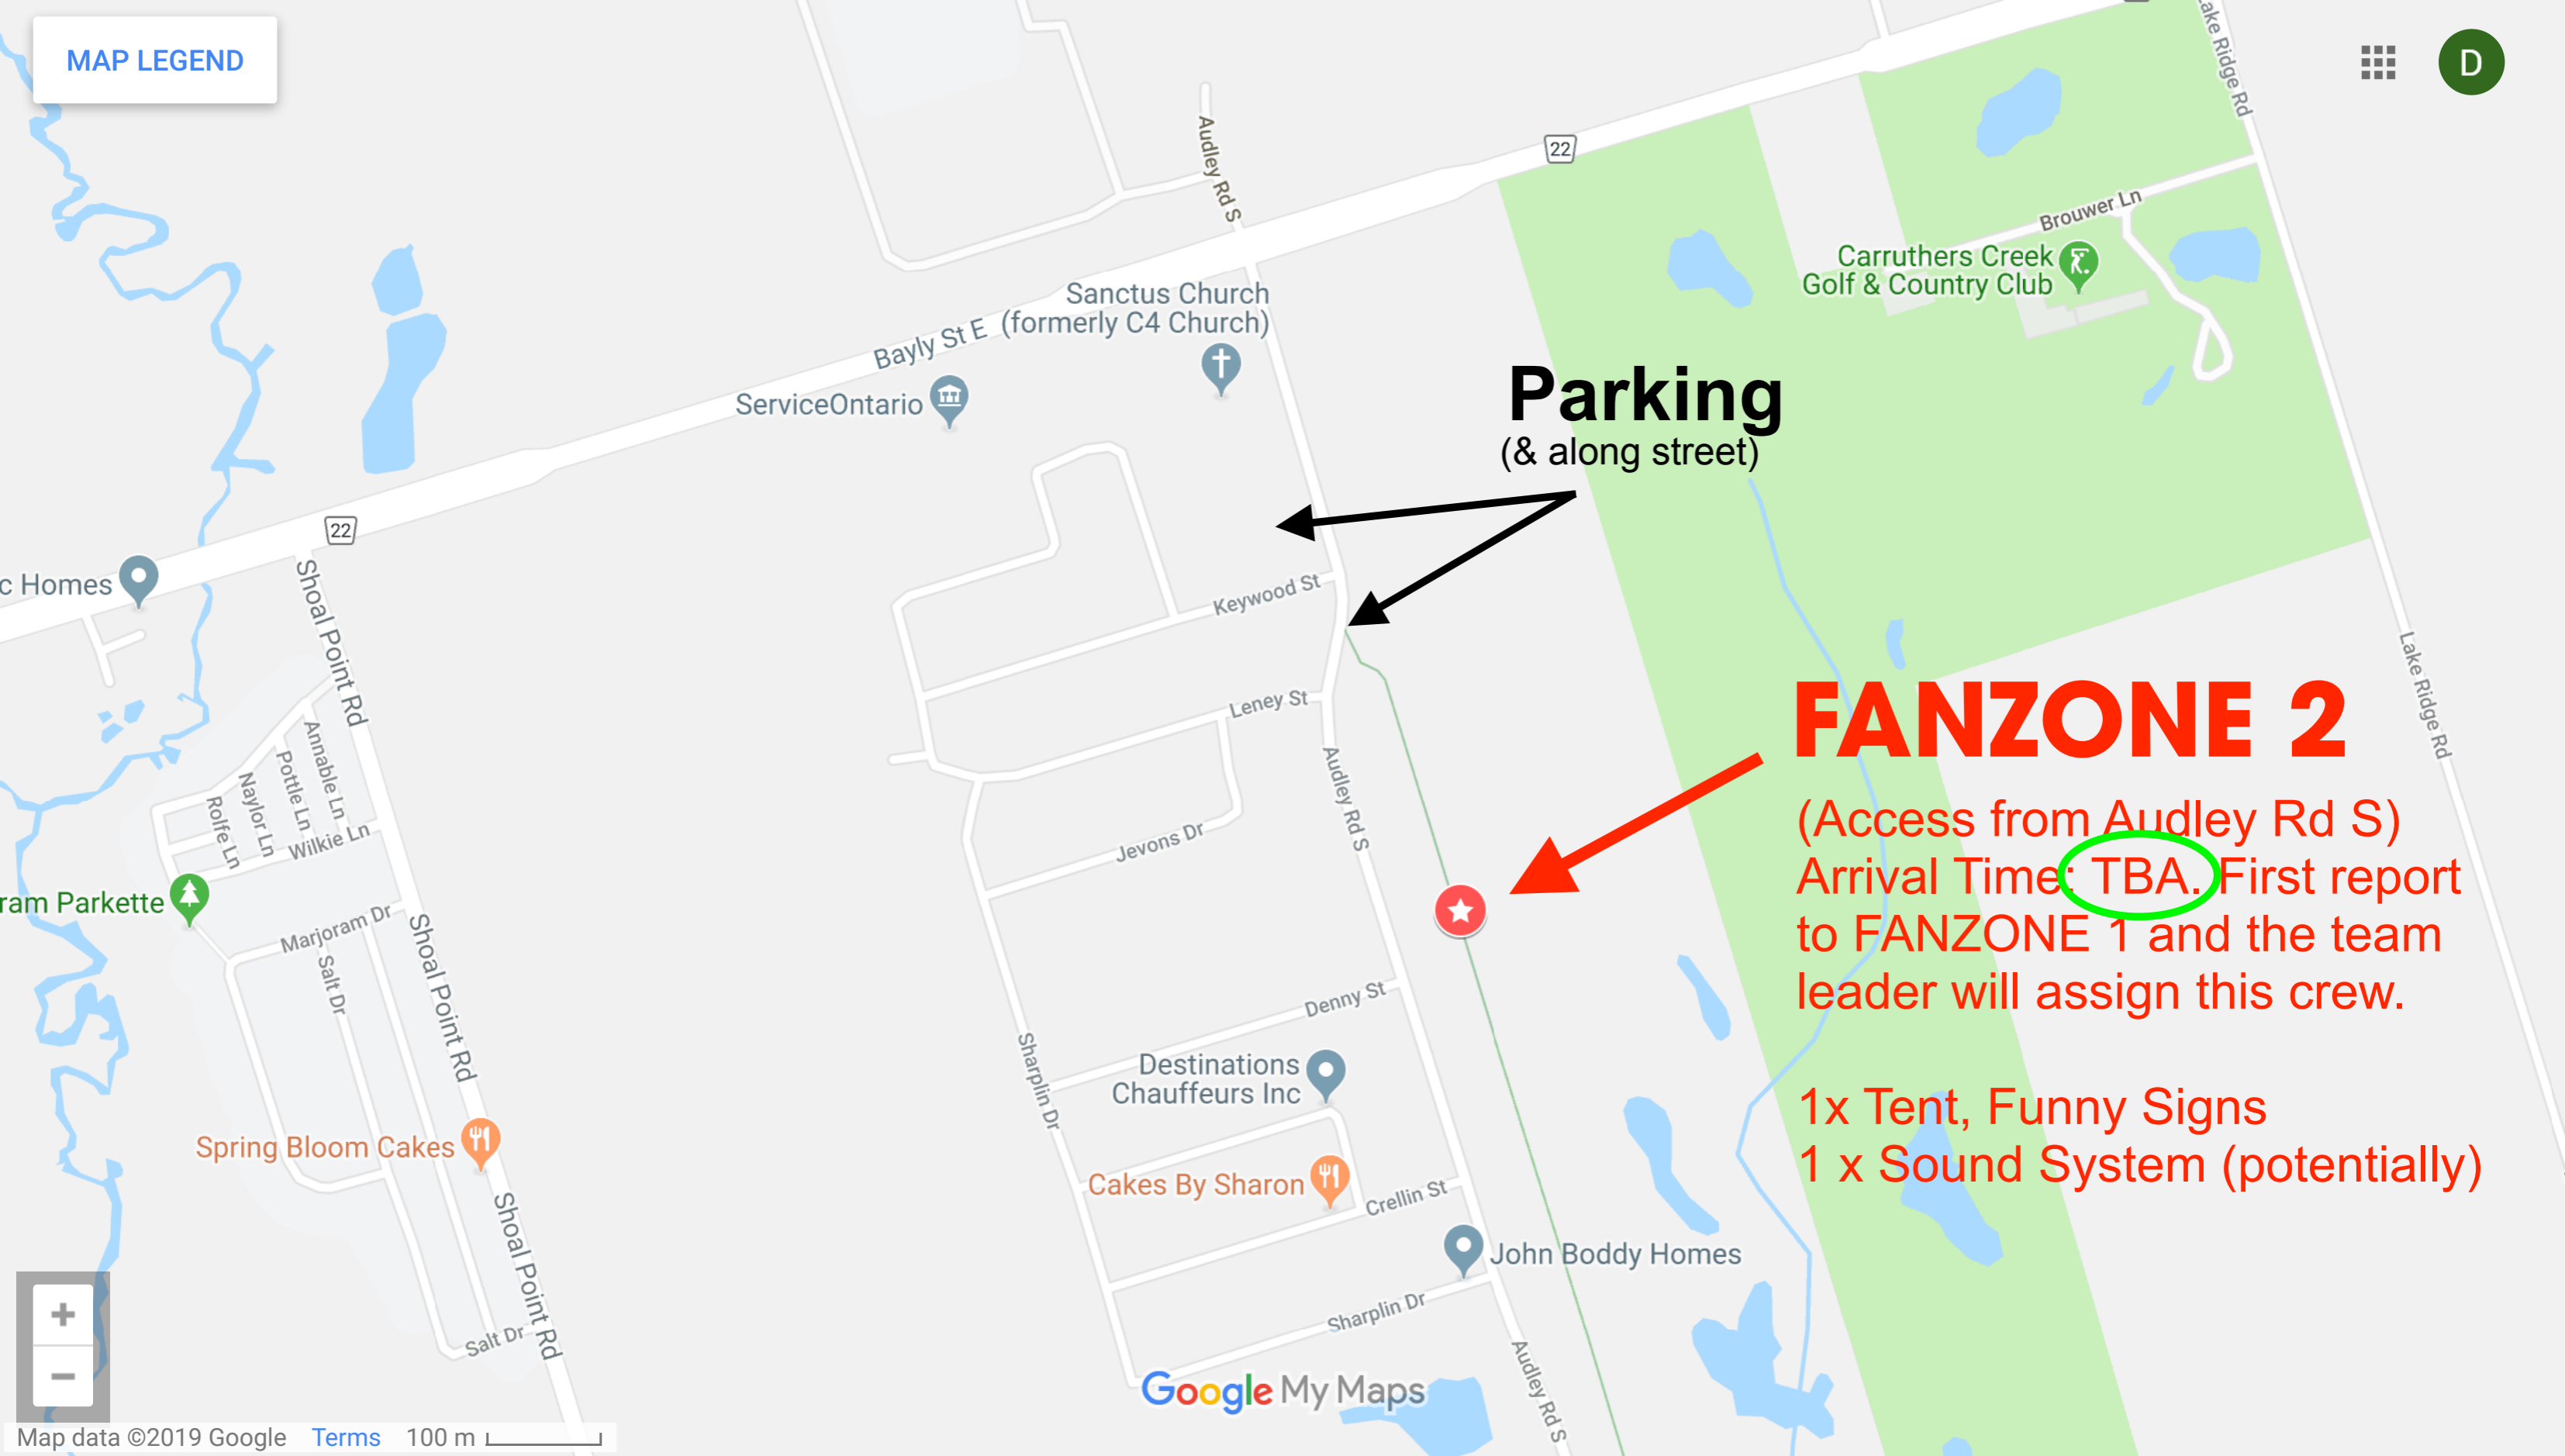 MAP LEGEND
D
Lake Ridge Rd
22
Audley Rd S
Brouwer Ln
Carruthers Creek
Golf & Country Club
Sanctus Church
(formerly C4 Church)
Bayly St E
ServiceOntario
Parking
(& along street)
22
c Homes
Shoal Point Rd
Keywood St
Leney St
Lake Ridge Rd
FANZONE 2
(Access from Audley Rd S)
Arrival Time: TBA. First report
to FANZONE 1 and the team
leader will assign this crew.
1x Tent, Funny Signs
1 x Sound System (potentially)
Annable Ln
Pottle Ln
Naylor Ln
Rolfe Ln
Wilkie Ln
Audley Rd S
Jevons Dr
ram Parkette
Marjoram Dr
Salt Dr
Shoal Point Rd
Denny St
Sharplin Dr
Destinations
Chauffeurs Inc
Spring Bloom Cakes
Cakes By Sharon
Crellin St
Shoal Point Rd
John Boddy Homes
Sharplin Dr
Salt Dr
Audley Rd S
+
−
Google My Maps
Map data ©2019 Google Terms 100 m